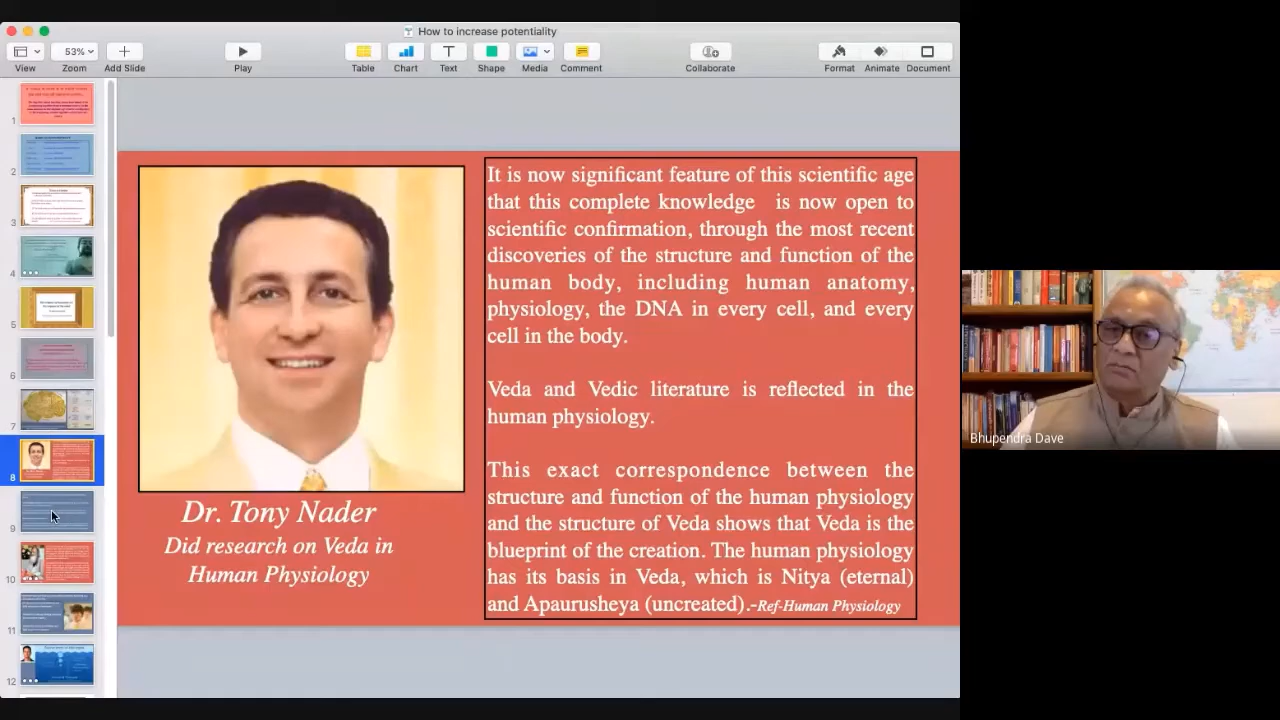 How to increase potentiality
53%
View
Zoom
Add Slide
Play
Table
Chart
Text
Shape
Media
Comment
Collaborate
Format
Animate
Document
1
2
3
4
5
6
7
8
9
10
11
12
Dr. Tony Nader
Did research on Veda in
Human Physiology
It is now significant feature of this scientific age
that this complete knowledge is now open to
scientific confirmation, through the most recent
discoveries of the structure and function of the
human body, including human anatomy,
physiology, the DNA in every cell, and every
cell in the body.
Veda and Vedic literature is reflected in the
human physiology.
This exact correspondence between the
structure and function of the human physiology
and the structure of Veda shows that Veda is the
blueprint of the creation. The human physiology
has its basis in Veda, which is Nitya (eternal)
and Apaurusheya (uncreated).-Ref-Human Physiology
Bhupendra Dave